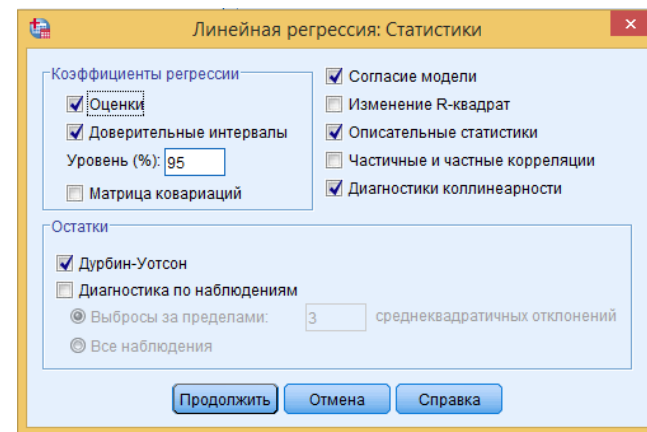 Линейная регрессия: Статистики
Коэффициенты регрессии
Оценки
Доверительные интервалы
Уровень (%): 95
Матрица ковариаций
Согласие модели
Изменение R-квадрат
Описательные статистики
Частичные и частные корреляции
Диагностики коллинеарности
Остатки
Дурбин-Уотсон
Диагностика по наблюдениям
Выбросы за пределами: 3 среднеквадратичных отклонений
Все наблюдения
Продолжить Отмена Справка